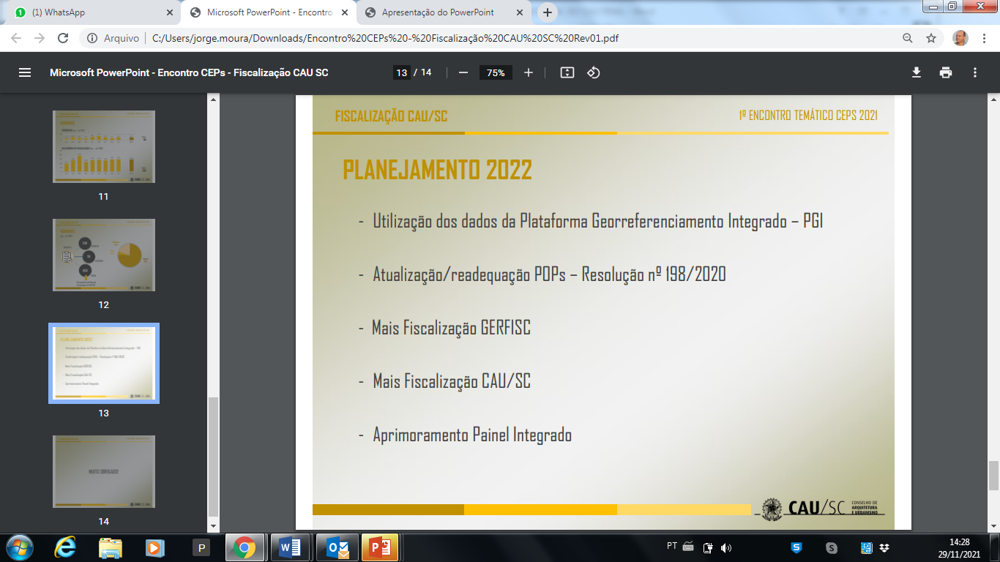 (1) WhatsApp
Microsoft PowerPoint - Encontro
Apresentação do PowerPoint
Arquivo
C:/Users/jorge.moura/Downloads/Encontro%20CEPs%20-%20Fiscalização%20CAU%20SC%20Rev01.pdf
Microsoft PowerPoint - Encontro CEPs - Fiscalização CAU SC
13 / 14
75%
11
12
PLANEJAMENTO 2022
13
MUITO OBRIGADO!
14
FISCALIZAÇÃO CAU/SC
1º ENCONTRO TEMÁTICO CEPS 2021
PLANEJAMENTO 2022
- Utilização dos dados da Plataforma Georreferenciamento Integrado – PGI
- Atualização/readequação POPs – Resolução nº 198/2020
- Mais Fiscalização GERFISC
- Mais Fiscalização CAU/SC
- Aprimoramento Painel Integrado
CAU/SC
CONSELHO DE
ARQUITETURA
E URBANISMO
P
PT
14:28
29/11/2021